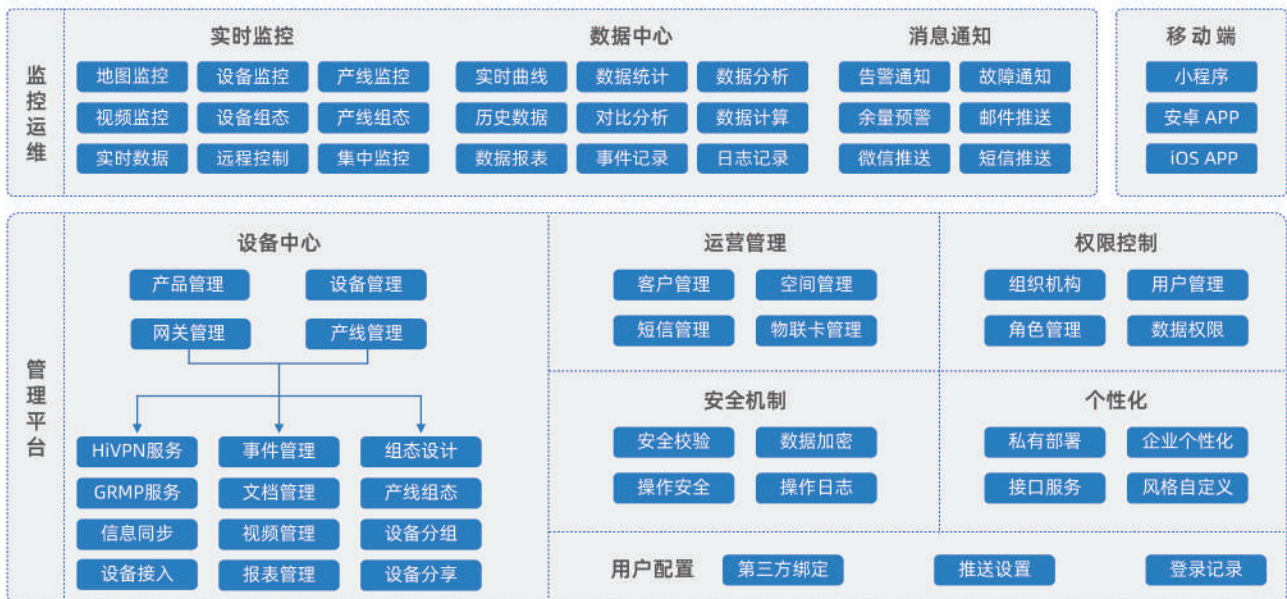 监控运维
实时监控
地图监控 设备监控 产线监控
视频监控 设备组态 产线组态
实时数据 远程控制 集中监控
数据中心
实时曲线 数据统计 数据分析
历史数据 对比分析 数据计算
数据报表 事件记录 日志记录
消息通知
告警通知 故障通知
余量预警 邮件推送
微信推送 短信推送
移动端
小程序
安卓 APP
iOS APP
管理平台
设备中心
产品管理 设备管理
网关管理 产线管理
HiVPN服务 事件管理 组态设计
GRMP服务 文档管理 产线组态
信息同步 视频管理 设备分组
设备接入 报表管理 设备分享
运营管理
客户管理 空间管理
短信管理 物联卡管理
权限控制
组织机构 用户管理
角色管理 数据权限
安全机制
安全校验 数据加密
操作安全 操作日志
个性化
私有部署 企业个性化
接口服务 风格自定义
用户配置 第三方绑定 推送设置 登录记录